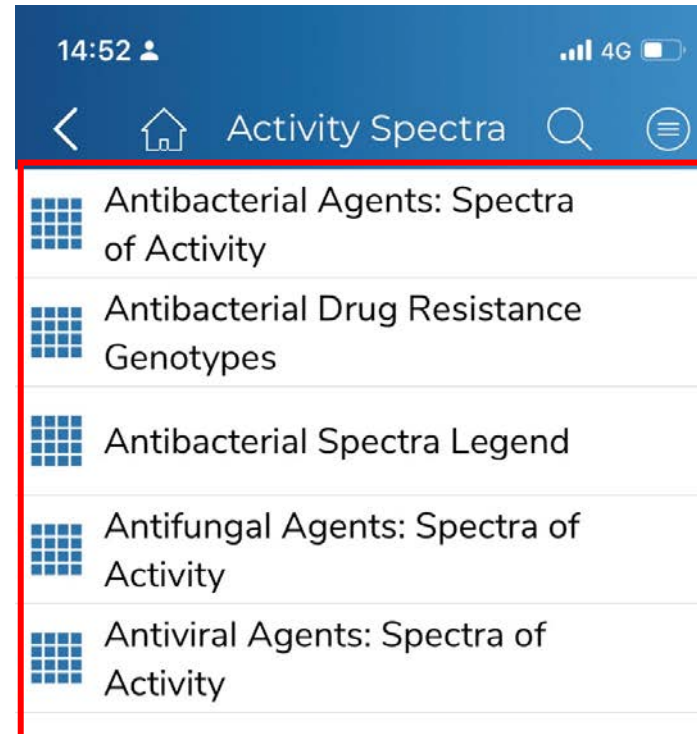 14:52
4G
Activity Spectra
Antibacterial Agents: Spectra
of Activity
Antibacterial Drug Resistance
Genotypes
Antibacterial Spectra Legend
Antifungal Agents: Spectra of
Activity
Antiviral Agents: Spectra of
Activity